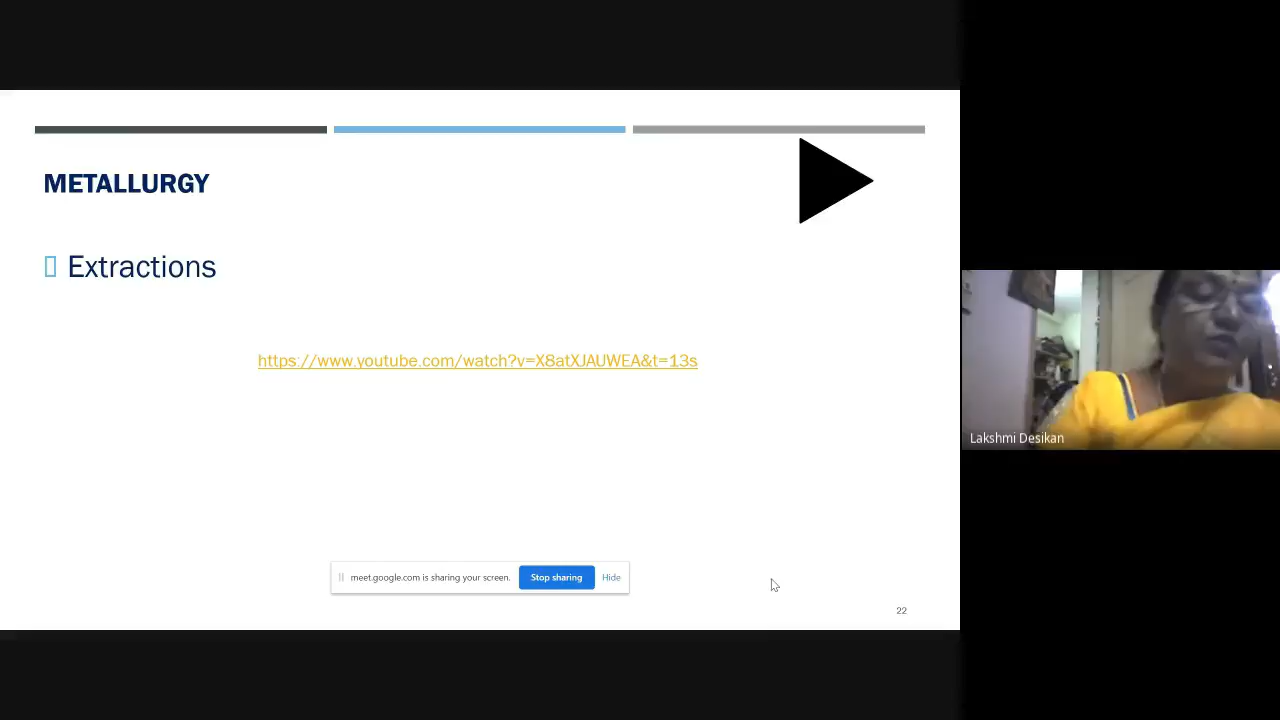 METALLURGY
Extractions
https://www.youtube.com/watch?v=X8atXJAUWEA&t=13s
Lakshmi Desikan
meet.google.com is sharing your screen. Stop sharing Hide
22